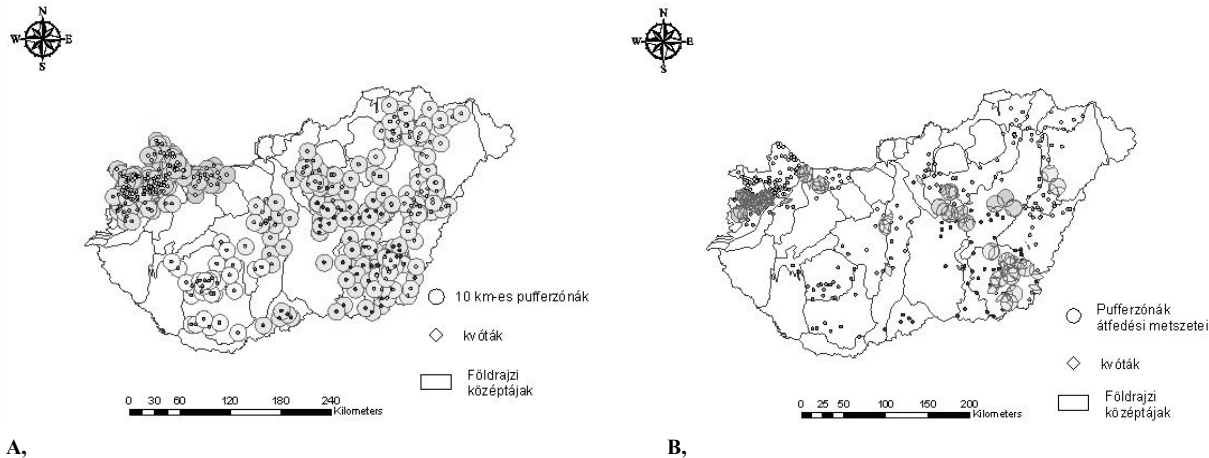 N
W E
S
10 km-es pufferzónák
kvóták
Földrajzi
középtájak
0 30 60 120 180 240
Kilometers
A,
N
W E
S
Pufferzónák
átfedési metszetei
kvóták
Földrajzi
középtájak
0 25 50 100 150 200
Kilometers
B,